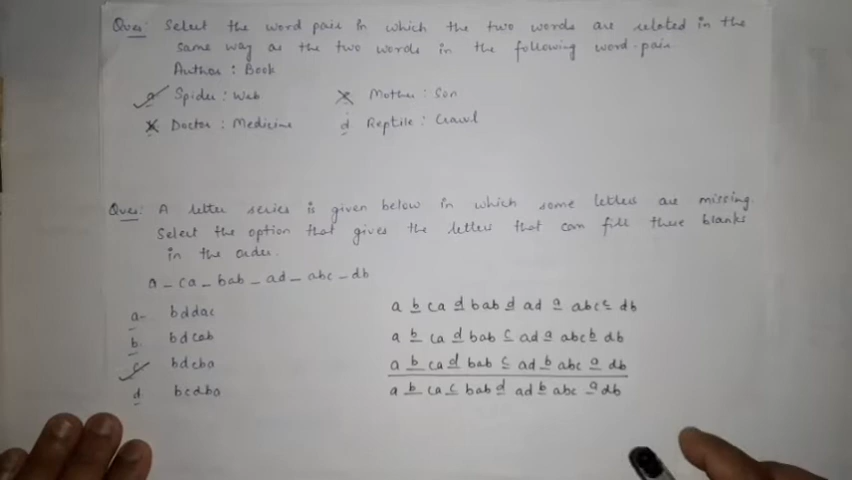 Ques: Select the word pair in which the two words are related in the
same way as the two words in the following word-pair
Author : Book
a Spider : Web
Mother : Son
Doctor : Medicine
d Reptile : Crawl
Ques: A letter series is given below in which some letters are missing.
Select the option that gives the letters that can fill these blanks
in the order.
a _ ca _ bab _ ad _ abc _ db
a- bddac
b. bdcab
c bdcba
d bcdba
a b ca d bab d ad a abc c db
a b ca d bab c ad a abc b db
a b ca d bab c ad b abc a db
a b ca c bab d ad b abc a db